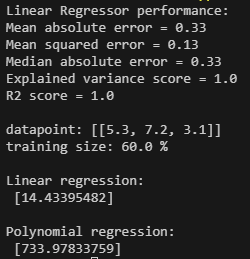 Linear Regressor performance:
Mean absolute error = 0.33
Mean squared error = 0.13
Median absolute error = 0.33
Explained variance score = 1.0
R2 score = 1.0
datapoint: [[5.3, 7.2, 3.1]]
training size: 60.0 %
Linear regression:
[14.43395482]
Polynomial regression:
[733.97833759]